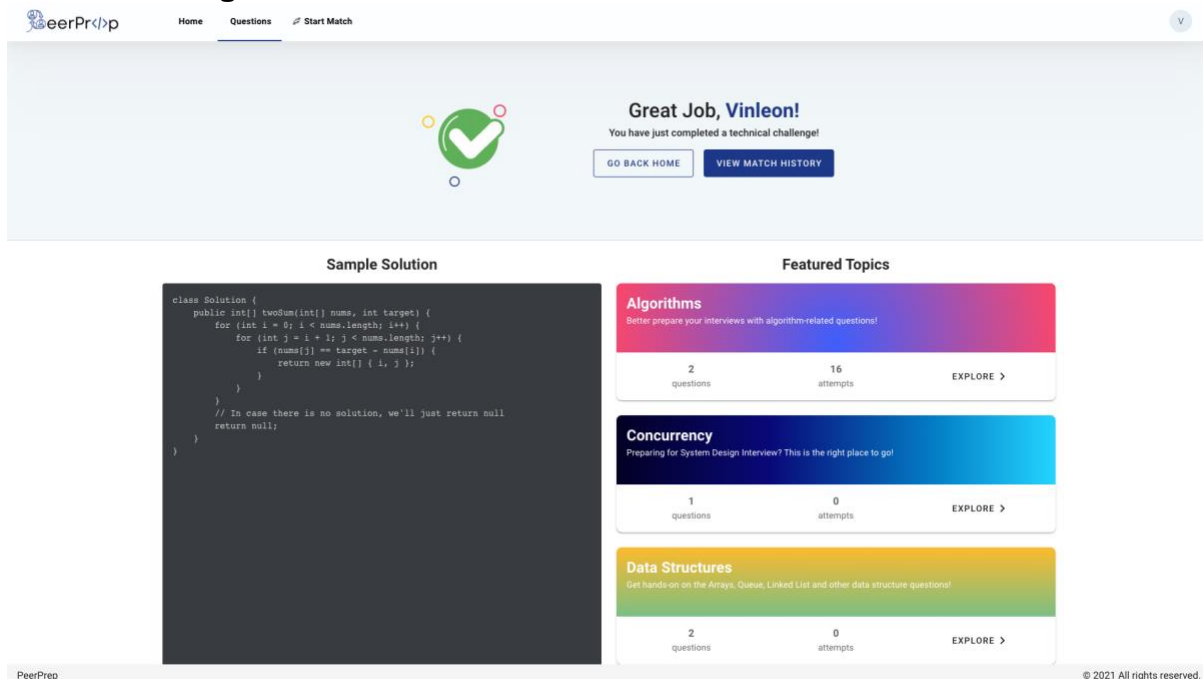 PeerPr</>p
Home Questions Start Match V
Great Job, Vinleon!
You have just completed a technical challenge!
GO BACK HOME VIEW MATCH HISTORY
Sample Solution
class Solution {
    public int[] twoSum(int[] nums, int target) {
        for (int i = 0; i < nums.length; i++) {
            for (int j = i + 1; j < nums.length; j++) {
                if (nums[j] == target - nums[i]) {
                    return new int[] { i, j };
                }
            }
        }
        // In case there is no solution, we'll just return null
        return null;
    }
}
Featured Topics
Algorithms
Better prepare your interviews with algorithm-related questions!
2 16
questions attempts EXPLORE >
Concurrency
Preparing for System Design Interview? This is the right place to go!
1 0
questions attempts EXPLORE >
Data Structures
Get hands-on on the Arrays, Queue, Linked List and other data structure questions!
2 0
questions attempts EXPLORE >
PeerPrep © 2021 All rights reserved.